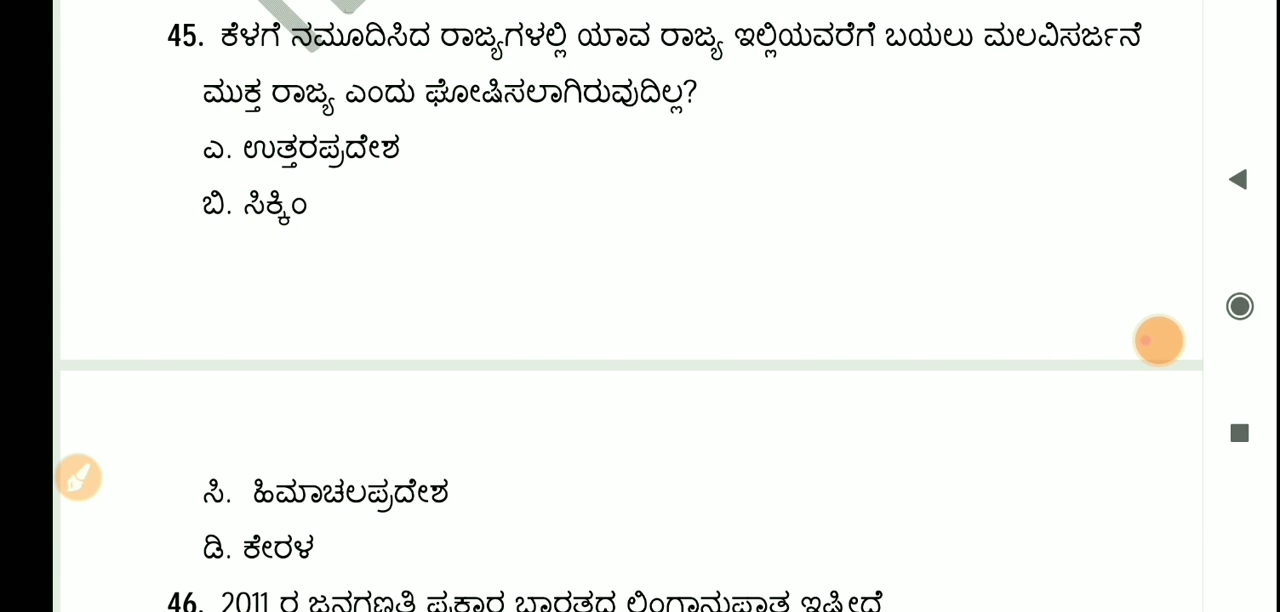 45. ಕೆಳಗೆ ನಮೂದಿಸಿದ ರಾಜ್ಯಗಳಲ್ಲಿ ಯಾವ ರಾಜ್ಯ ಇಲ್ಲಿಯವರೆಗೆ ಬಯಲು ಮಲವಿಸರ್ಜನೆ
ಮುಕ್ತ ರಾಜ್ಯ ಎಂದು ಘೋಷಿಸಲಾಗಿರುವುದಿಲ್ಲ?
ಎ. ಉತ್ತರಪ್ರದೇಶ
ಬಿ. ಸಿಕ್ಕಿಂ
ಸಿ. ಹಿಮಾಚಲಪ್ರದೇಶ
ಡಿ. ಕೇರಳ
46. 2011 ರ ಜನಗಣತಿ ಪ್ರಕಾರ ಭಾರತದ ಲಿಂಗಾನುಪಾತ ಇಷ್ಟಿದೆ